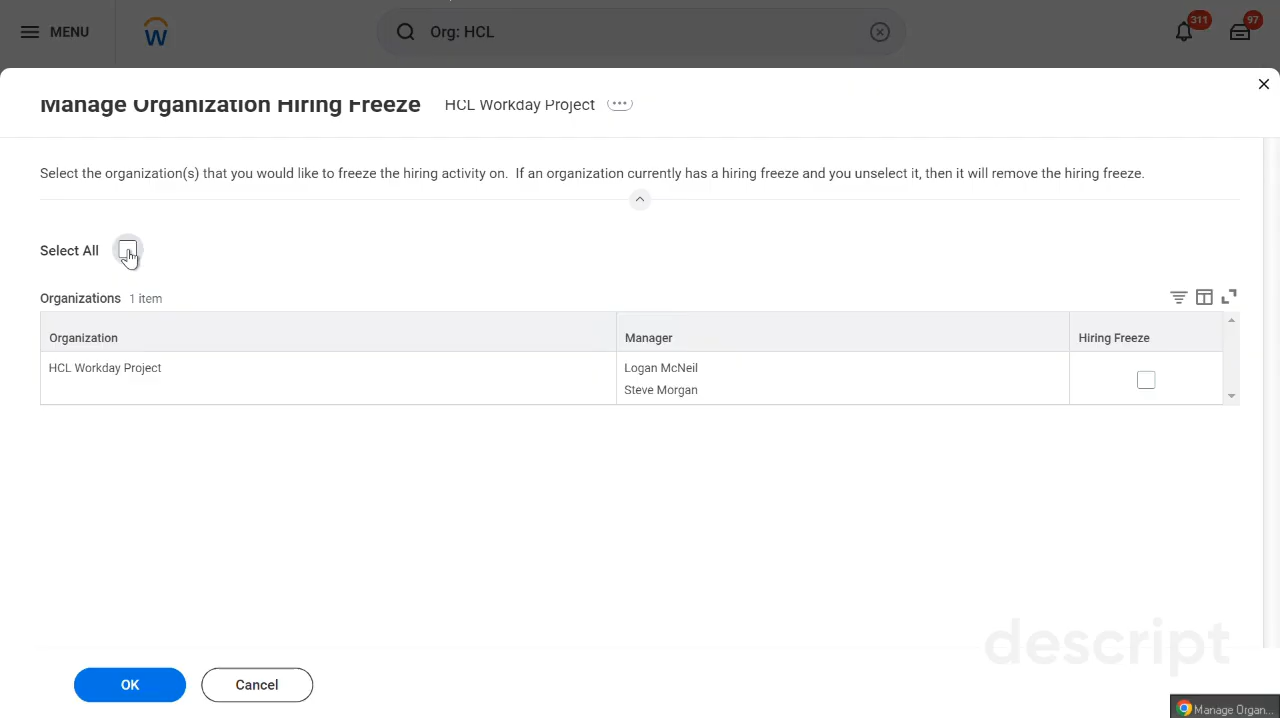 MENU
Org: HCL
311
97
Manage Organization Hiring Freeze HCL Workday Project
Select the organization(s) that you would like to freeze the hiring activity on. If an organization currently has a hiring freeze and you unselect it, then it will remove the hiring freeze.
Select All
Organizations 1 item
Organization Manager Hiring Freeze
HCL Workday Project Logan McNeil
Steve Morgan
descript
OK Cancel
Manage Organ...